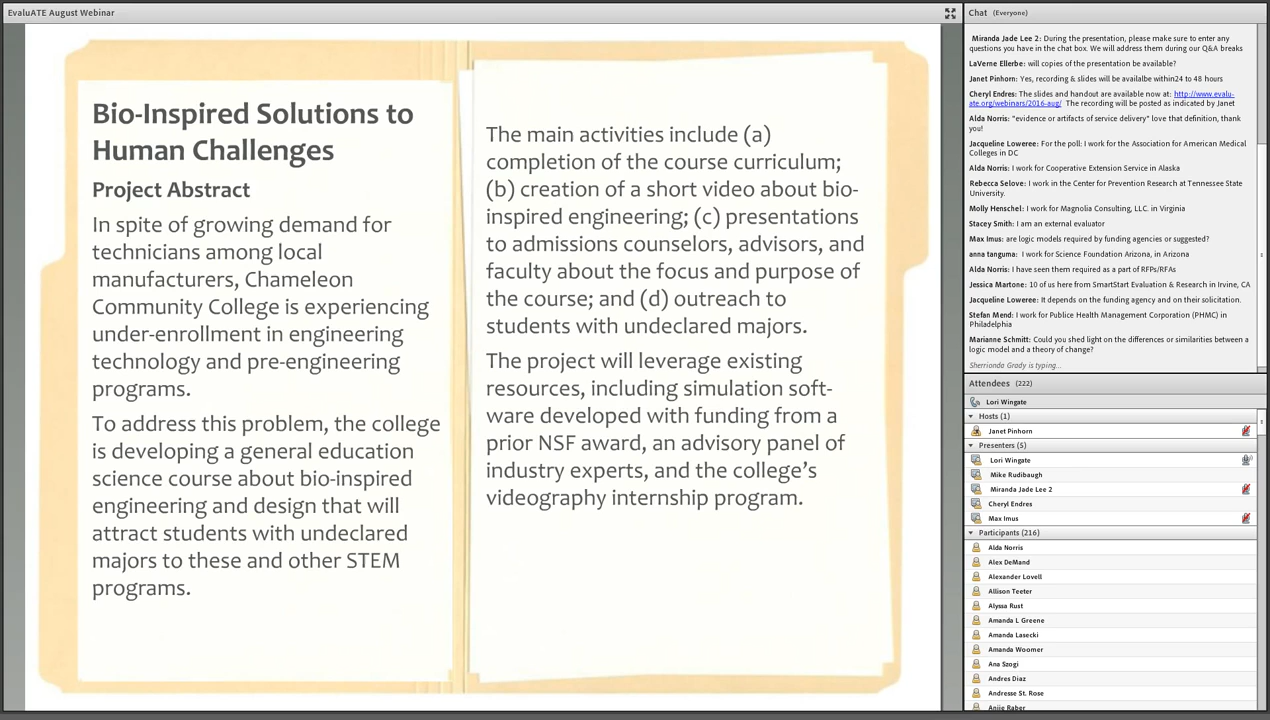 EvaluATE August Webinar
Bio-Inspired Solutions to
Human Challenges
Project Abstract
In spite of growing demand for
technicians among local
manufacturers, Chameleon
Community College is experiencing
under-enrollment in engineering
technology and pre-engineering
programs.
To address this problem, the college
is developing a general education
science course about bio-inspired
engineering and design that will
attract students with undeclared
majors to these and other STEM
programs.
The main activities include (a)
completion of the course curriculum;
(b) creation of a short video about bio-
inspired engineering; (c) presentations
to admissions counselors, advisors, and
faculty about the focus and purpose of
the course; and (d) outreach to
students with undeclared majors.
The project will leverage existing
resources, including simulation soft-
ware developed with funding from a
prior NSF award, an advisory panel of
industry experts, and the college’s
videography internship program.
Chat (Everyone)
Miranda Jade Lee 2: During the presentation, please make sure to enter any
questions you have in the chat box. We will address them during our Q&A breaks
LaVerne Ellerbe: will copies of the presentation be available?
Janet Pinhorn: Yes, recording & slides will be availalbe within24 to 48 hours
Cheryl Endres: The slides and handout are available now at: http://www.evalu-
ate.org/webinars/2016-aug/ The recording will be posted as indicated by Janet
Alda Norris: "evidence or artifacts of service delivery" love that definition, thank
you!
Jacqueline Loweree: For the poll: I work for the Association for American Medical
Colleges in DC
Alda Norris: I work for Cooperative Extension Service in Alaska
Rebecca Selove: I work in the Center for Prevention Research at Tennessee State
University.
Molly Henschel: I work for Magnolia Consulting, LLC. in Virginia
Stacey Smith: I am an external evaluator
Max Imus: are logic models required by funding agencies or suggested?
anna tanguma: I work for Science Foundation Arizona, in Arizona
Alda Norris: I have seen them required as a part of RFPs/RFAs
Jessica Martone: 10 of us here from SmartStart Evaluation & Research in Irvine, CA
Jacqueline Loweree: It depends on the funding agency and on their solicitation.
Stefan Mend: I work for Publice Health Management Corporation (PHMC) in
Philadelphia
Marianne Schmitt: Could you shed light on the differences or similarities between a
logic model and a theory of change?
Sherrionda Grady is typing...
Attendees (222)
Lori Wingate
Hosts (1)
Janet Pinhorn
Presenters (5)
Lori Wingate
Mike Rudibaugh
Miranda Jade Lee 2
Cheryl Endres
Max Imus
Participants (216)
Alda Norris
Alex DeMand
Alexander Lovell
Allison Teeter
Alyssa Rust
Amanda L Greene
Amanda Lasecki
Amanda Woomer
Ana Szogi
Andres Diaz
Andresse St. Rose